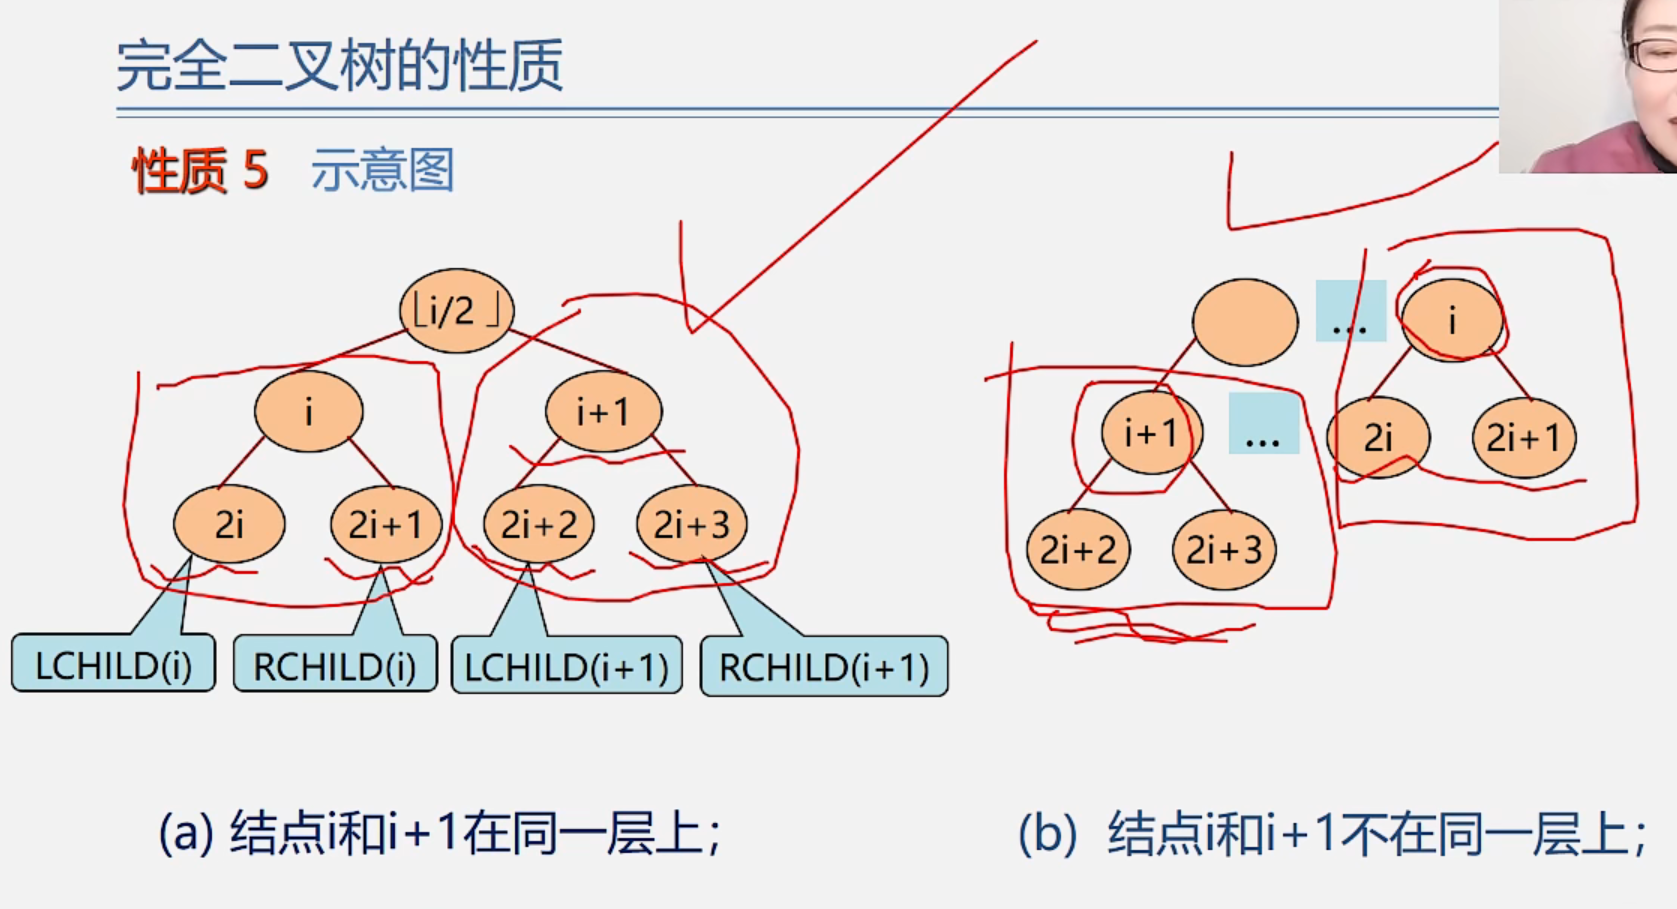 完全二叉树的性质
性质 5 示意图
⌊i/2⌋
i
i+1
2i
2i+1
2i+2
2i+3
LCHILD(i)
RCHILD(i)
LCHILD(i+1)
RCHILD(i+1)
(a) 结点i和i+1在同一层上；
...
i
i+1
...
2i
2i+1
2i+2
2i+3
(b) 结点i和i+1不在同一层上；